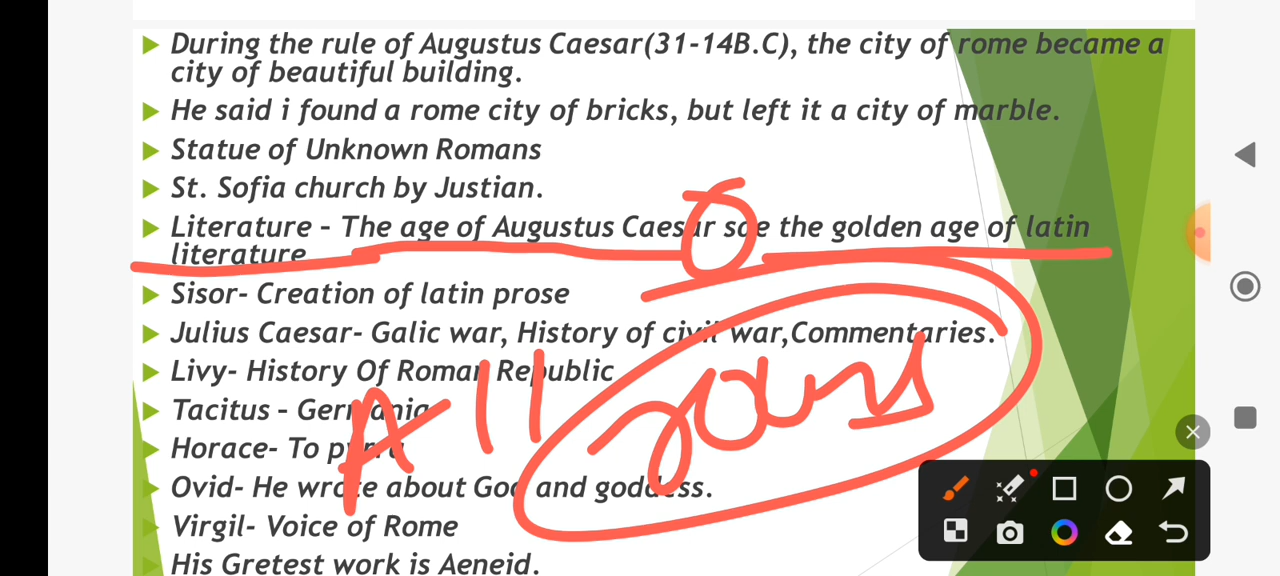 During the rule of Augustus Caesar(31-14B.C), the city of rome became a
city of beautiful building.
He said i found a rome city of bricks, but left it a city of marble.
Statue of Unknown Romans
St. Sofia church by Justian.
Literature - The age of Augustus Caesar sae the golden age of latin
literature
Sisor- Creation of latin prose
Julius Caesar- Galic war, History of civil war,Commentaries.
Livy- History Of Roman Republic
Tacitus - Germania
Horace- To pyrra
Ovid- He wrote about God and goddess.
Virgil- Voice of Rome
His Gretest work is Aeneid.
All